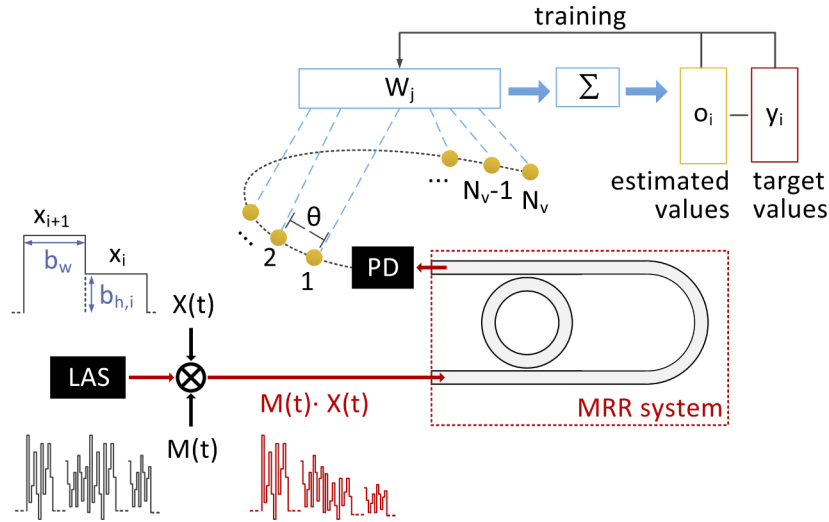 training
W_j
Σ
o_i
y_i
estimated
values
target
values
...
N_v-1
N_v
θ
...
2
1
PD
x_{i+1}
x_i
b_w
b_{h,i}
X(t)
LAS
M(t)· X(t)
MRR system
M(t)